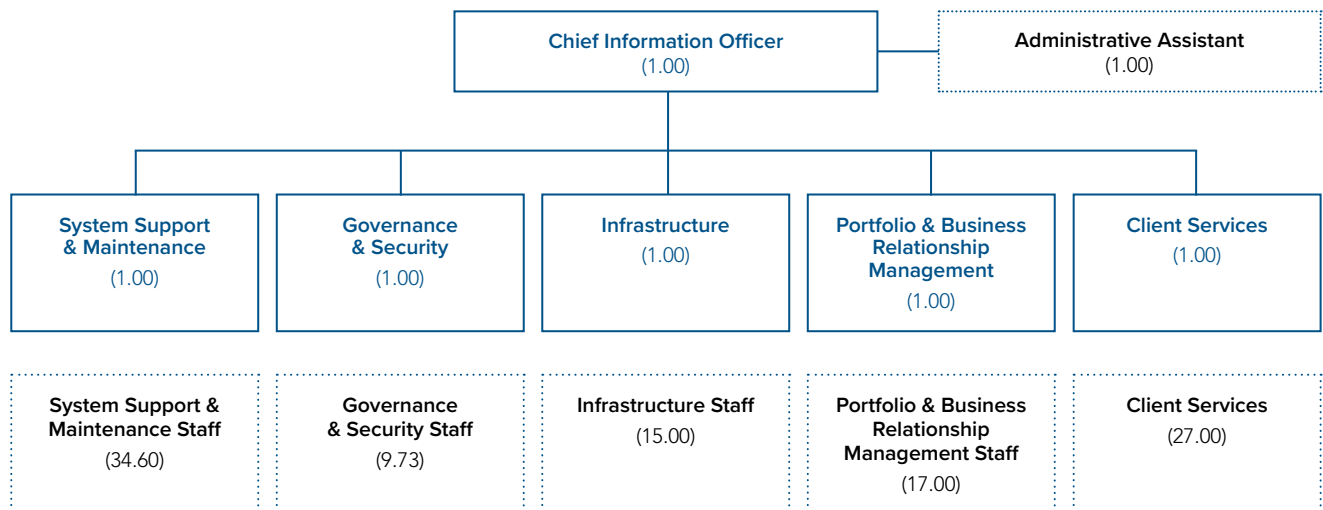 Chief Information Officer
(1.00)
Administrative Assistant
(1.00)
System Support
& Maintenance
(1.00)
Governance
& Security
(1.00)
Infrastructure
(1.00)
Portfolio & Business
Relationship
Management
(1.00)
Client Services
(1.00)
System Support &
Maintenance Staff
(34.60)
Governance
& Security Staff
(9.73)
Infrastructure Staff
(15.00)
Portfolio & Business
Relationship
Management Staff
(17.00)
Client Services
(27.00)